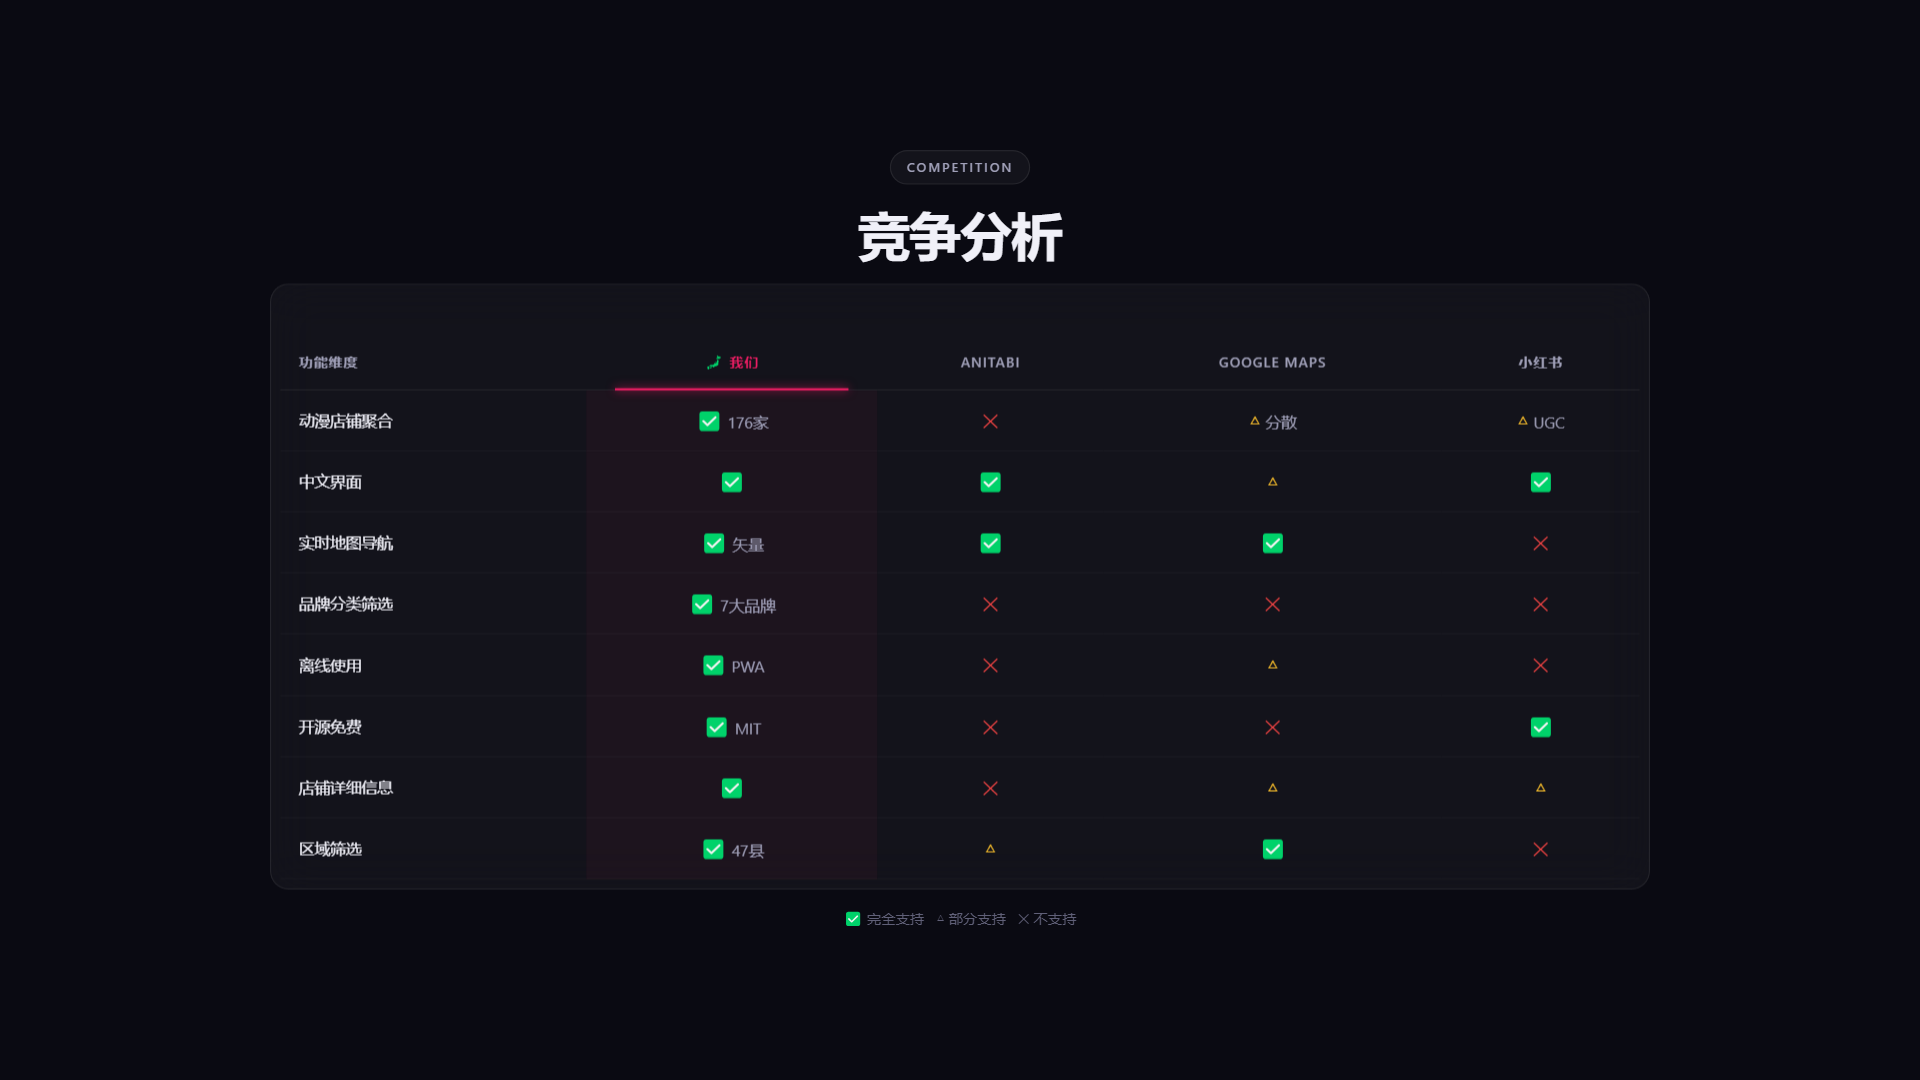 COMPETITION
竞争分析
功能维度 🗾 我们 ANITABI GOOGLE MAPS 小红书
动漫店铺聚合 ✅ 176家 ✕ △ 分散 △ UGC
中文界面 ✅ ✅ △ ✅
实时地图导航 ✅ 矢量 ✅ ✅ ✕
品牌分类筛选 ✅ 7大品牌 ✕ ✕ ✕
离线使用 ✅ PWA ✕ △ ✕
开源免费 ✅ MIT ✕ ✕ ✅
店铺详细信息 ✅ ✕ △ △
区域筛选 ✅ 47县 △ ✅ ✕
✅ 完全支持 △ 部分支持 ✕ 不支持